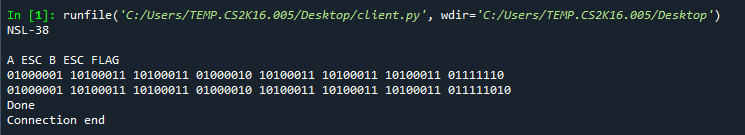 In [1]: runfile('C:/Users/TEMP.CS2K16.005/Desktop/client.py', wdir='C:/Users/TEMP.CS2K16.005/Desktop')
NSL-38
A ESC B ESC FLAG
01000001 10100011 10100011 01000010 10100011 10100011 10100011 01111110
01000001 10100011 10100011 01000010 10100011 10100011 10100011 011111010
Done
Connection end